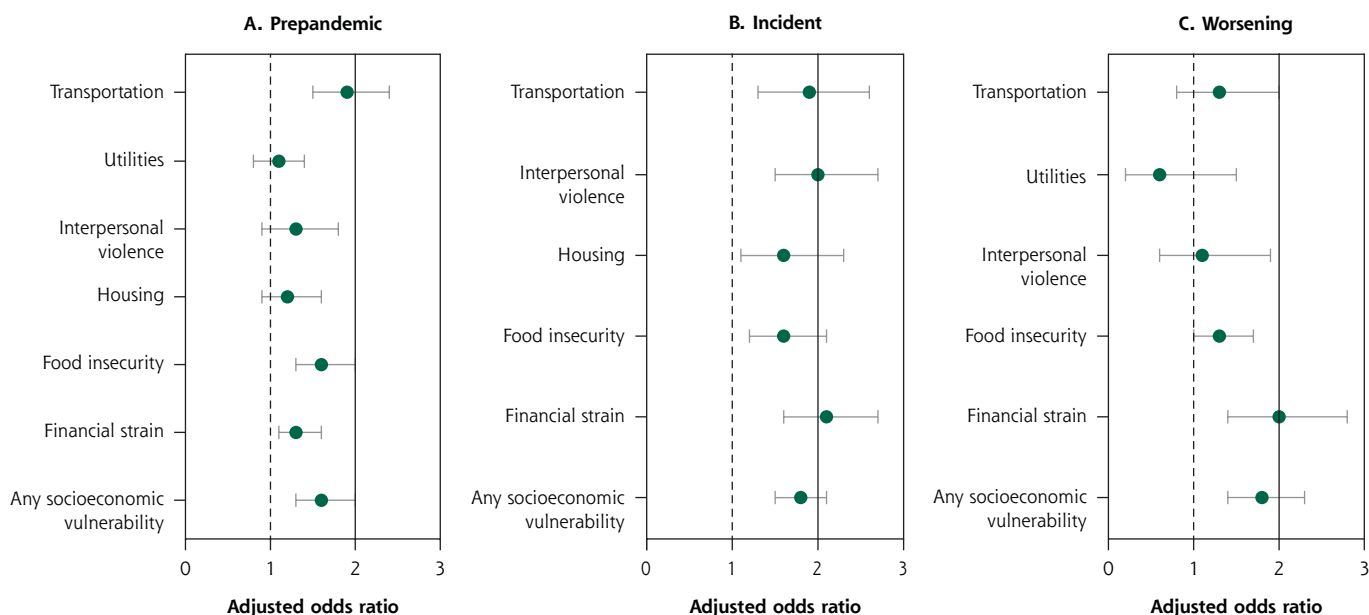 A. Prepandemic
Transportation
Utilities
Interpersonal
violence
Housing
Food insecurity
Financial strain
Any socioeconomic
vulnerability
0 1 2 3
Adjusted odds ratio
B. Incident
Transportation
Interpersonal
violence
Housing
Food insecurity
Financial strain
Any socioeconomic
vulnerability
0 1 2 3
Adjusted odds ratio
C. Worsening
Transportation
Utilities
Interpersonal
violence
Food insecurity
Financial strain
Any socioeconomic
vulnerability
0 1 2 3
Adjusted odds ratio